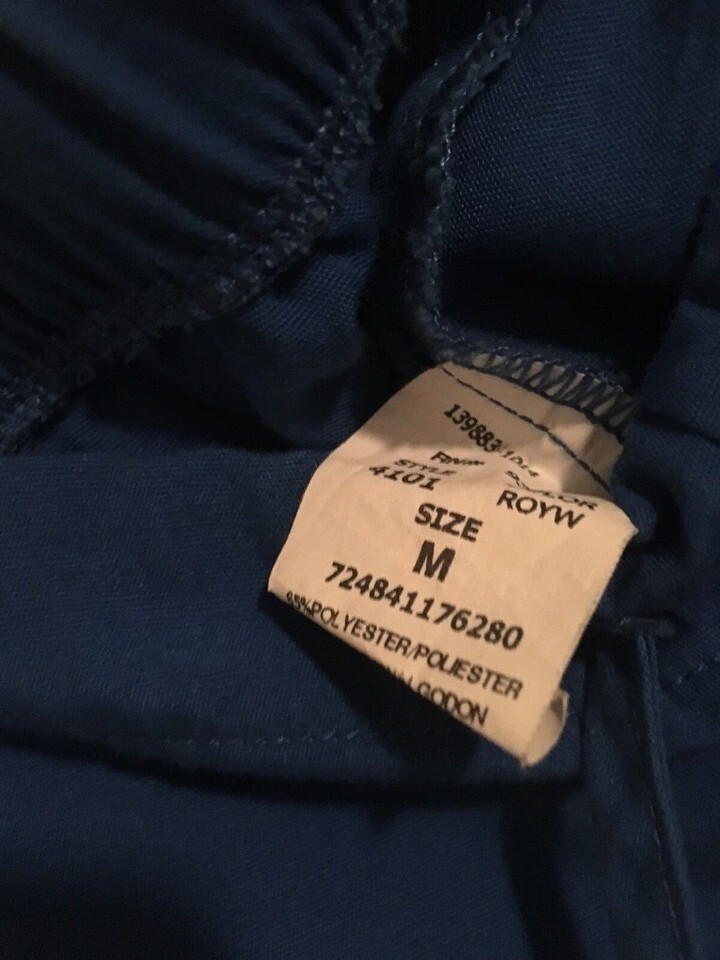 STYLE
4101 ROYW
SIZE
M
724841176280
POLYESTER/POLIESTER